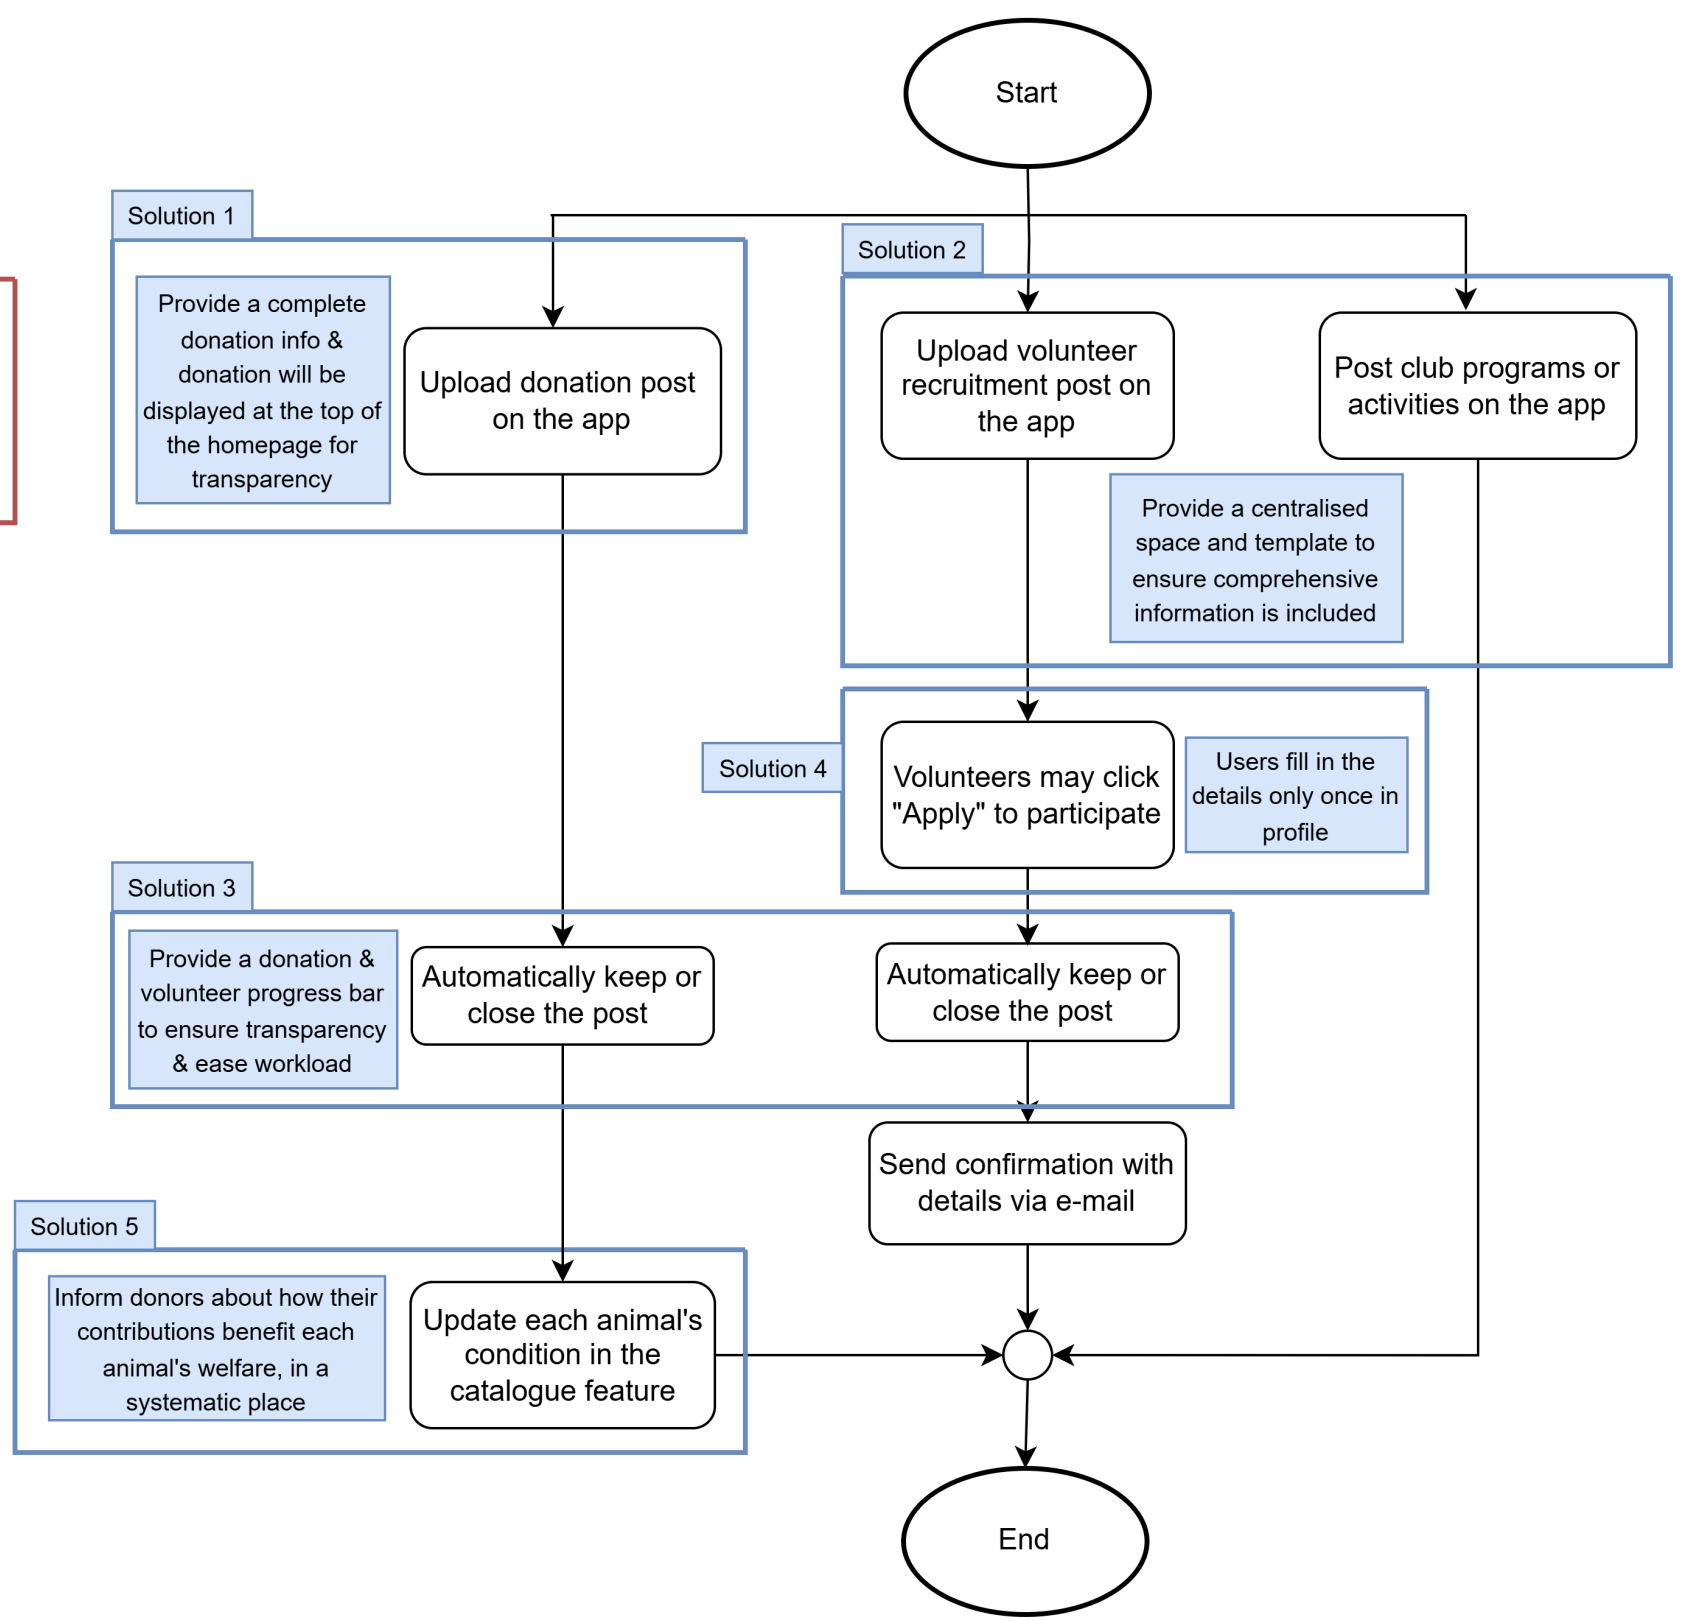 Start
Solution 1
Provide a complete
donation info &
donation will be
displayed at the top of
the homepage for
transparency
Upload donation post
on the app
Solution 2
Upload volunteer
recruitment post on
the app
Post club programs or
activities on the app
Provide a centralised
space and template to
ensure comprehensive
information is included
Solution 4
Volunteers may click
"Apply" to participate
Users fill in the
details only once in
profile
Solution 3
Provide a donation &
volunteer progress bar
to ensure transparency
& ease workload
Automatically keep or
close the post
Automatically keep or
close the post
Send confirmation with
details via e-mail
Solution 5
Inform donors about how their
contributions benefit each
animal's welfare, in a
systematic place
Update each animal's
condition in the
catalogue feature
End